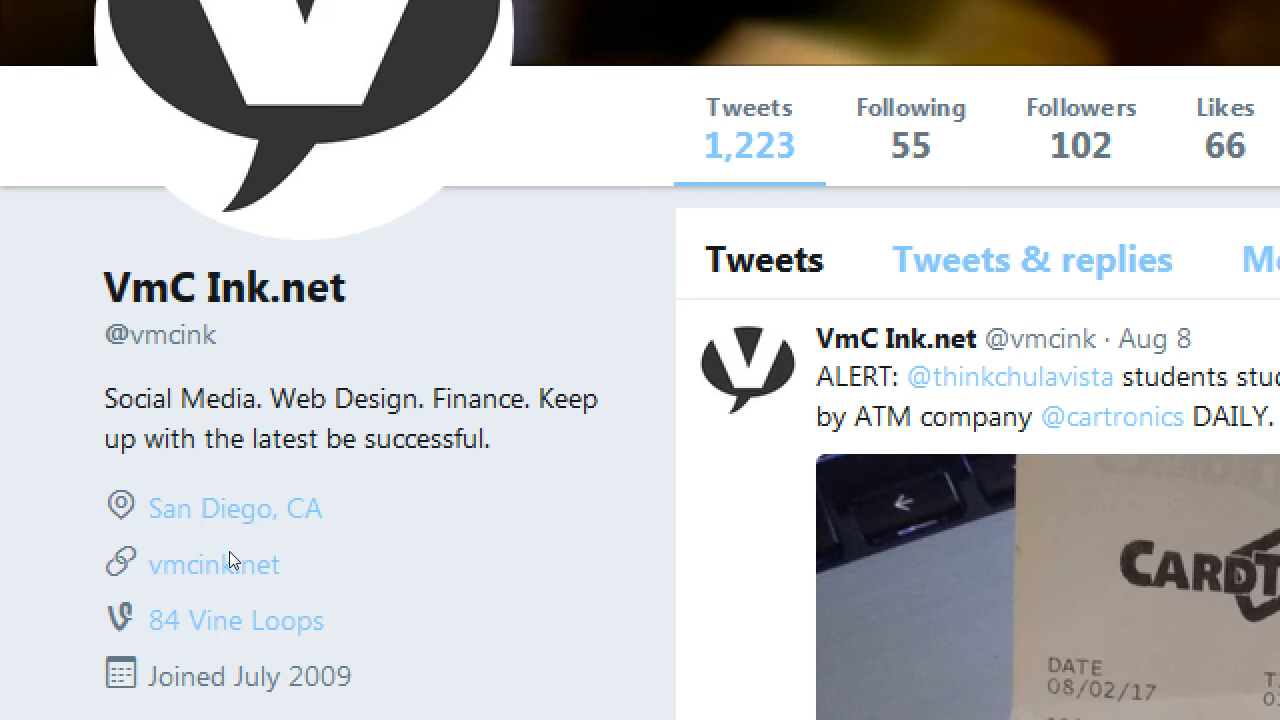 Tweets
1,223
Following
55
Followers
102
Likes
66
VmC Ink.net
@vmcink
Social Media. Web Design. Finance. Keep
up with the latest be successful.
San Diego, CA
vmcink.net
84 Vine Loops
Joined July 2009
Tweets Tweets & replies
VmC Ink.net @vmcink · Aug 8
ALERT: @thinkchulavista students
by ATM company @cartronics DAILY.
DATE
08/02/17